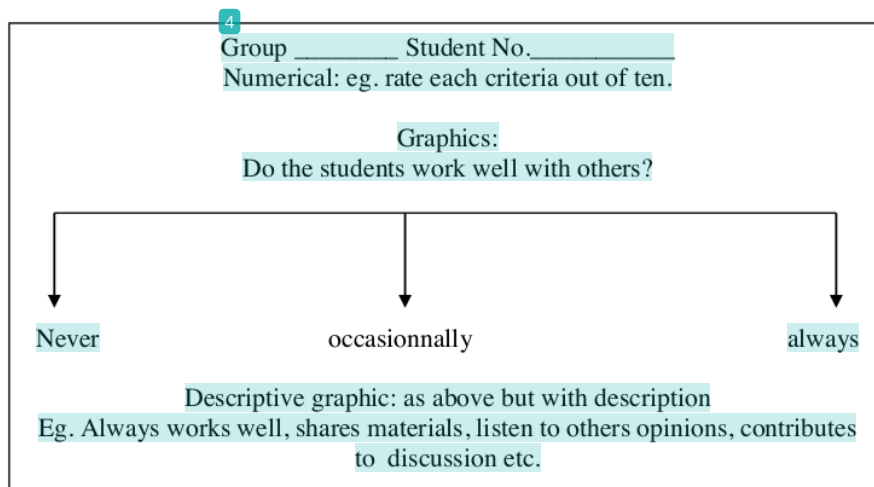 4
Group ________ Student No.___________
Numerical: eg. rate each criteria out of ten.
Graphics:
Do the students work well with others?
Never occasionnally always
Descriptive graphic: as above but with description
Eg. Always works well, shares materials, listen to others opinions, contributes
to discussion etc.